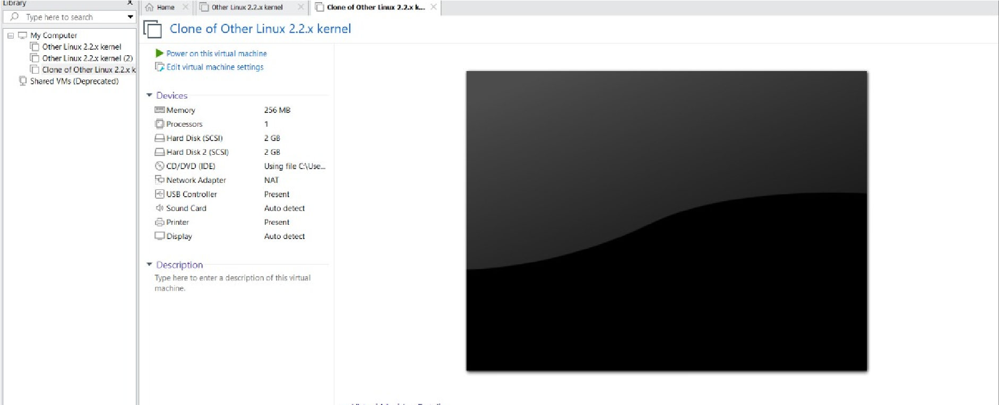 Library
Type here to search
My Computer
Other Linux 2.2.x kernel
Other Linux 2.2.x kernel (2)
Clone of Other Linux 2.2.x k
Shared VMs (Deprecated)
Home
Other Linux 2.2.x kernel
Clone of Other Linux 2.2.x k...
Clone of Other Linux 2.2.x kernel
Power on this virtual machine
Edit virtual machine settings
Devices
Memory 256 MB
Processors 1
Hard Disk (SCSI) 2 GB
Hard Disk 2 (SCSI) 2 GB
CD/DVD (IDE) Using file C:\Use...
Network Adapter NAT
USB Controller Present
Sound Card Auto detect
Printer Present
Display Auto detect
Description
Type here to enter a description of this virtual
machine.